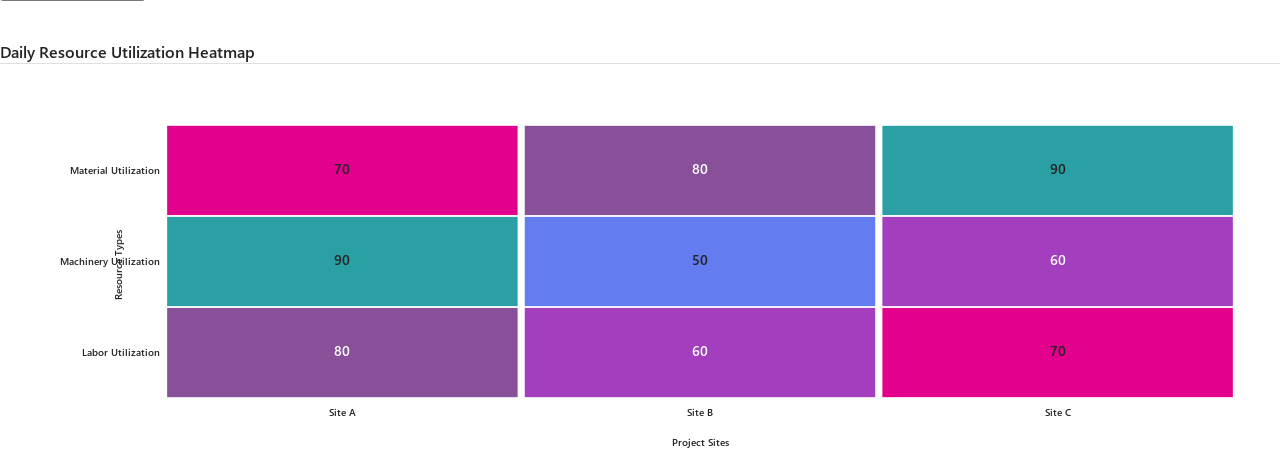 Daily Resource Utilization Heatmap
Material Utilization 70 80 90
Resource Types
Machinery Utilization 90 50 60
Labor Utilization 80 60 70
Site A Site B Site C
Project Sites